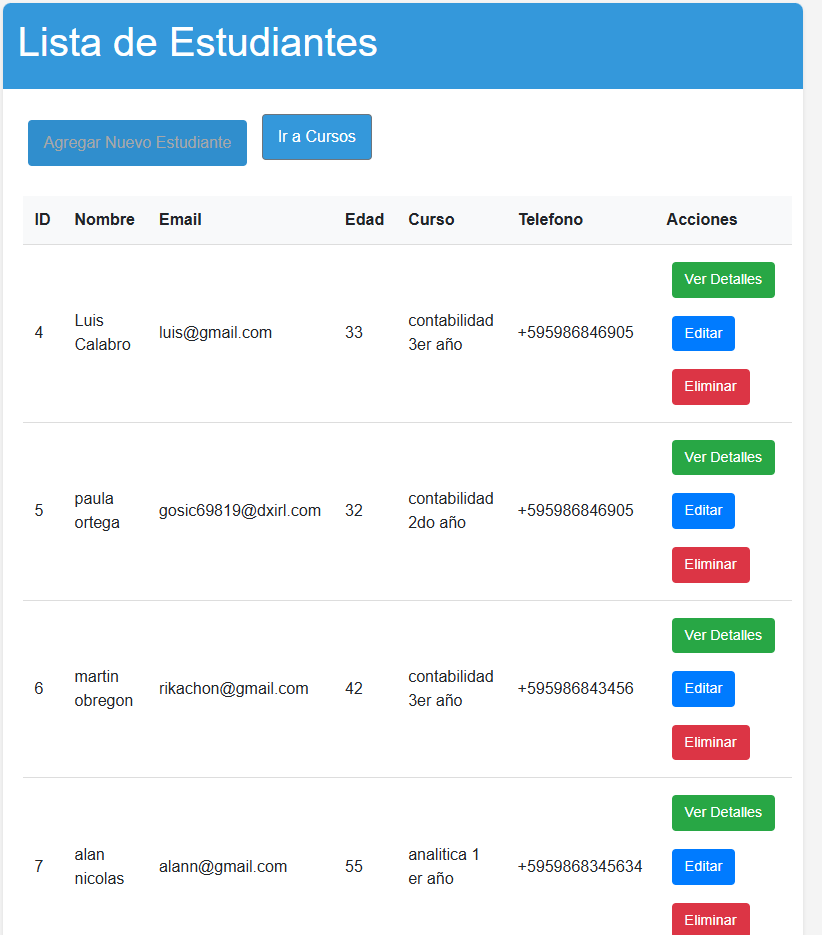 Lista de Estudiantes
Agregar Nuevo Estudiante Ir a Cursos
ID Nombre Email Edad Curso Telefono Acciones
Ver Detalles
4 Luis Calabro luis@gmail.com 33 contabilidad 3er año +595986846905 Editar
Eliminar
Ver Detalles
5 paula ortega gosic69819@dxirl.com 32 contabilidad 2do año +595986846905 Editar
Eliminar
Ver Detalles
6 martin obregon rikachon@gmail.com 42 contabilidad 3er año +595986843456 Editar
Eliminar
Ver Detalles
7 alan nicolas alann@gmail.com 55 analitica 1 er año +5959868345634 Editar
Eliminar